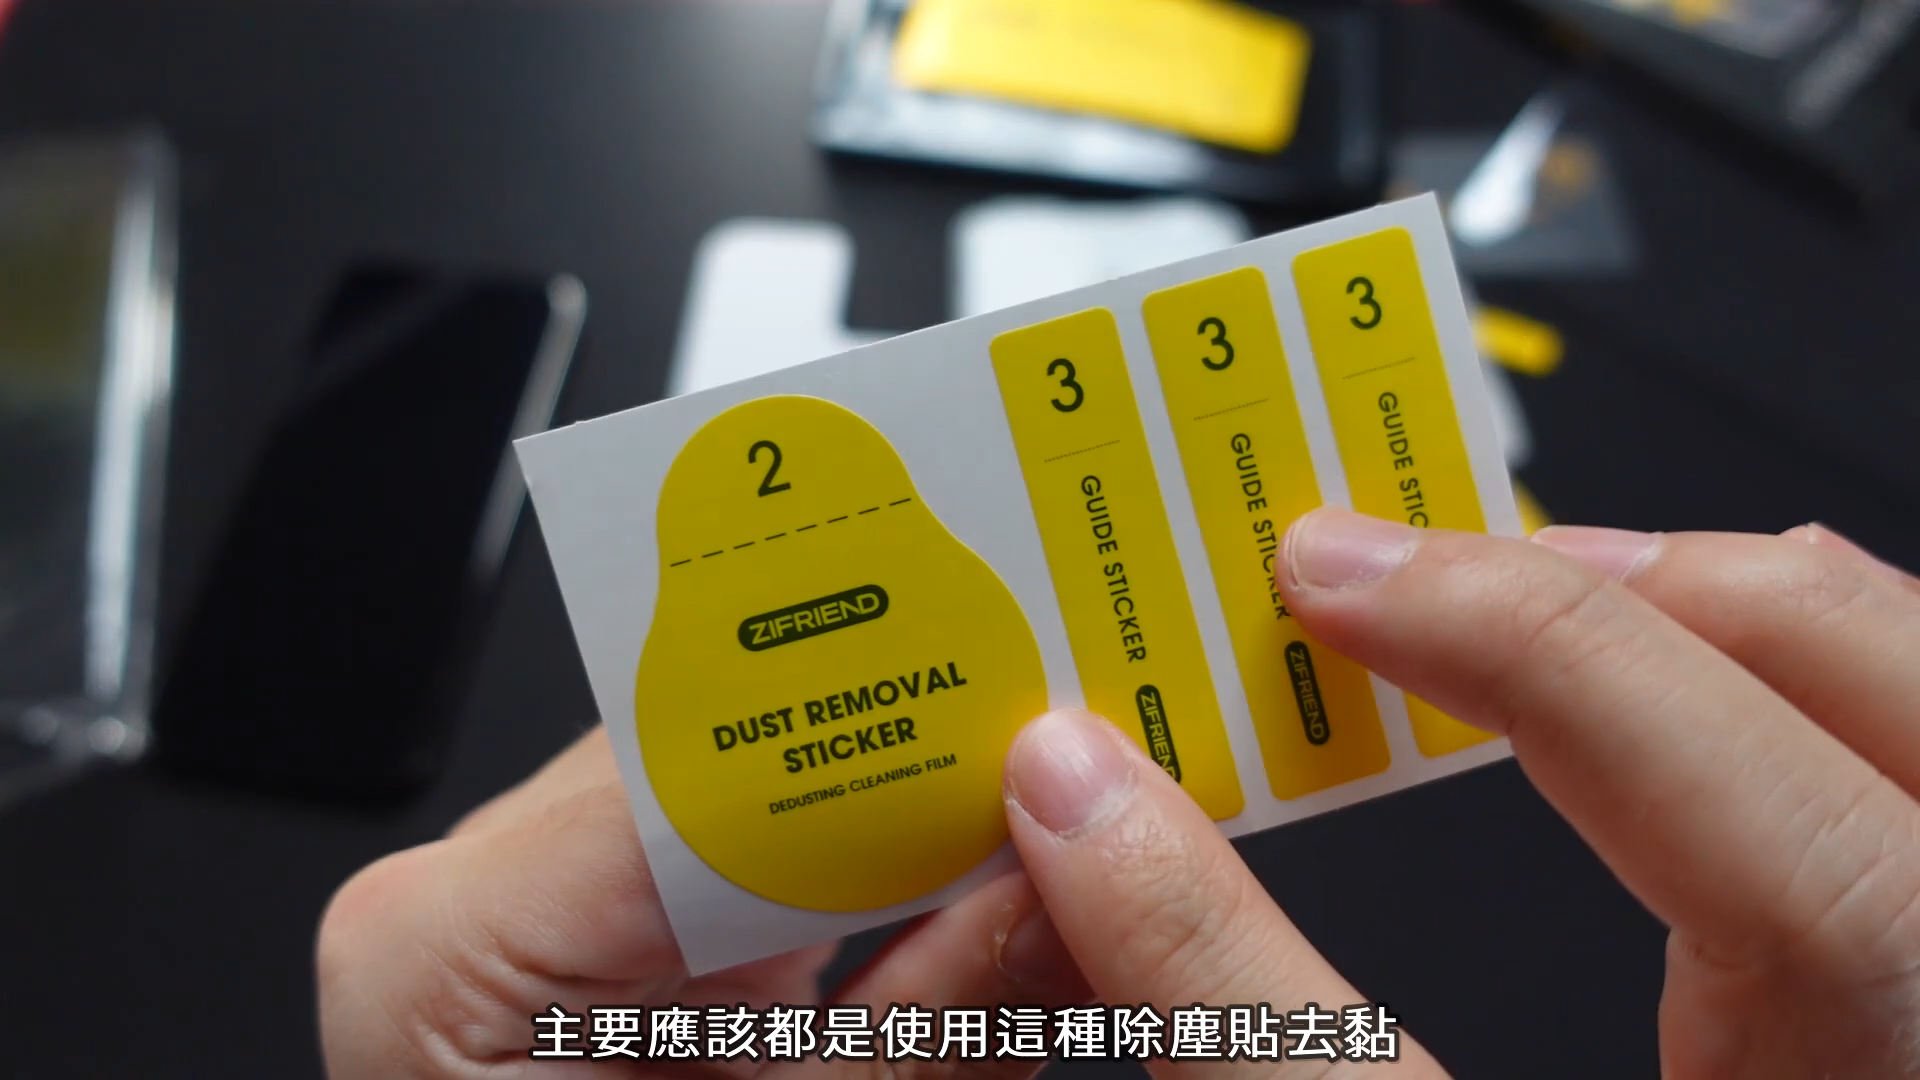 2
ZIFRIEND
DUST REMOVAL
STICKER
DEDUSTING CLEANING FILM
3
GUIDE STICKER
ZIFRIEND
3
GUIDE STICKER
ZIFRIEND
3
GUIDE STIC
主要應該都是使用這種除塵貼去黏